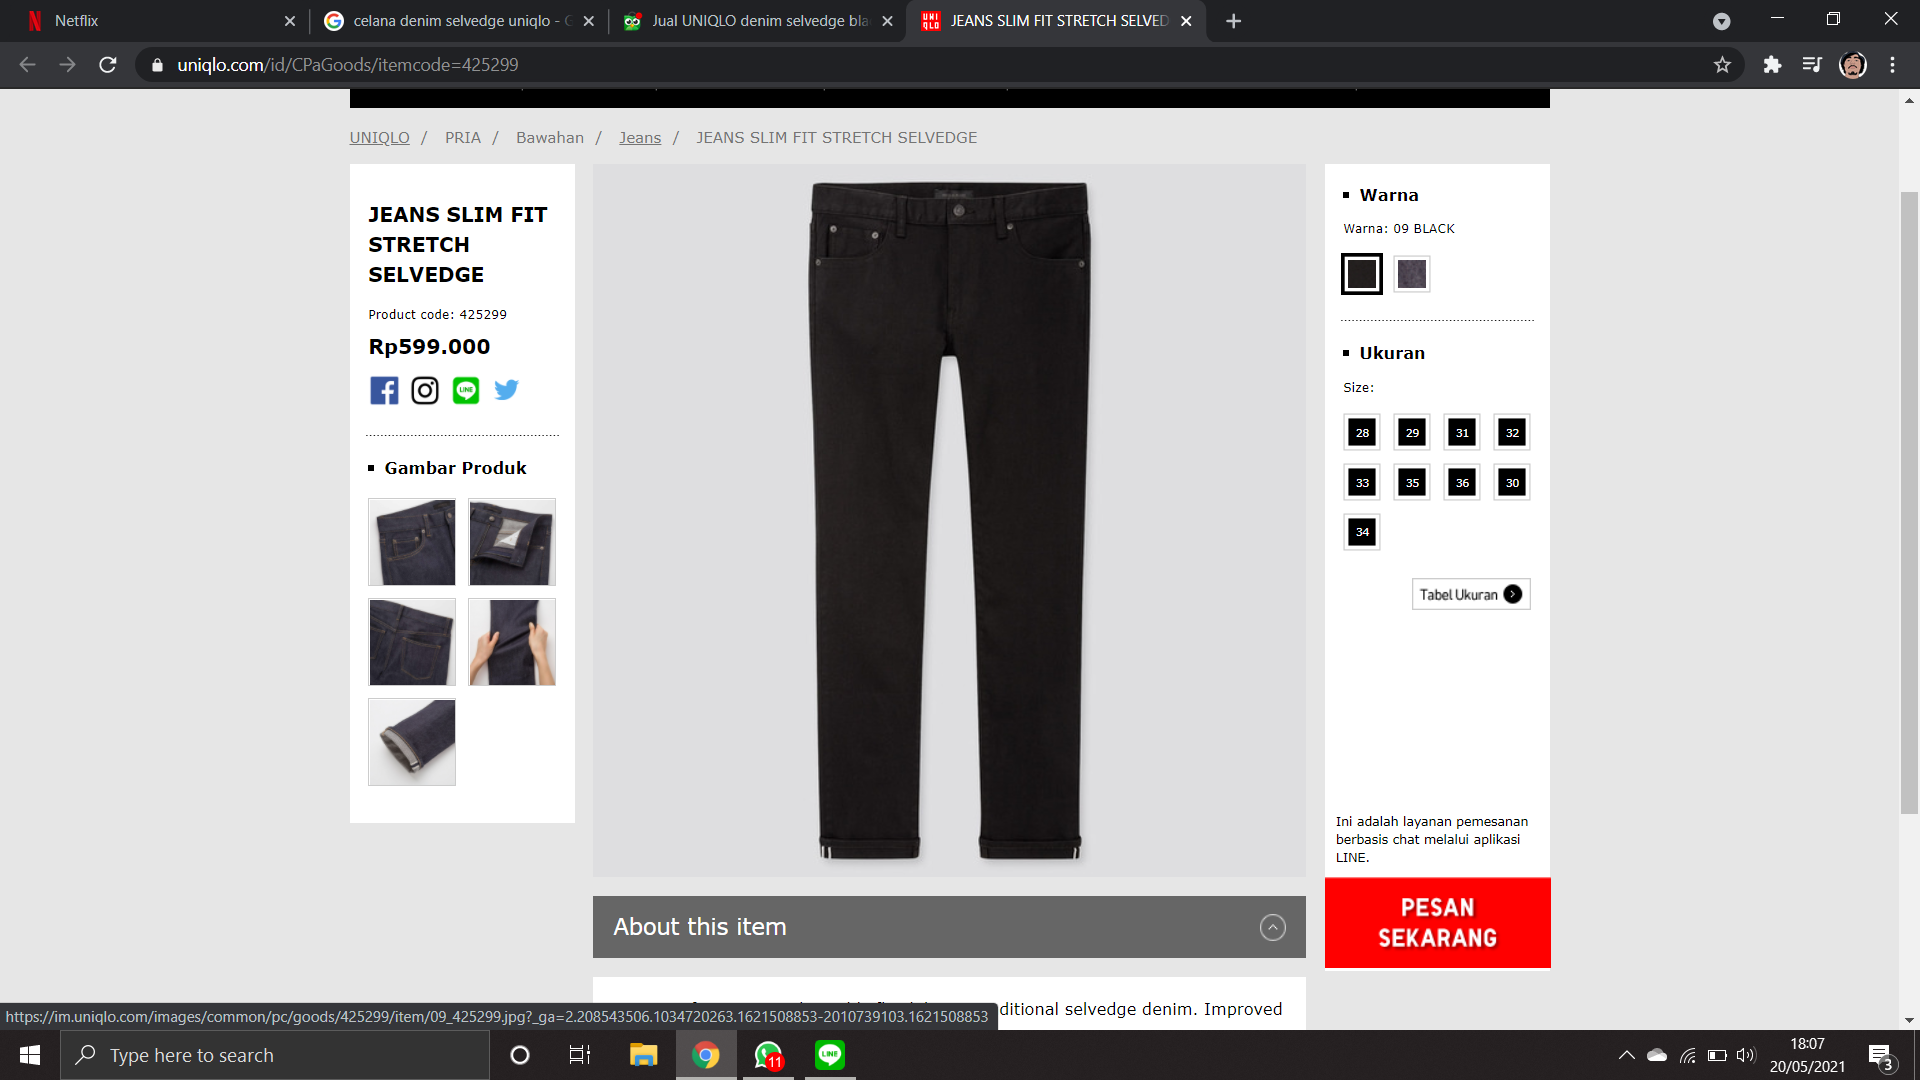 Netflix
celana denim selvedge uniqlo - G
Jual UNIQLO denim selvedge bla
JEANS SLIM FIT STRETCH SELVED
uniqlo.com/id/CPaGoods/itemcode=425299
UNIQLO / PRIA / Bawahan / Jeans / JEANS SLIM FIT STRETCH SELVEDGE
JEANS SLIM FIT
STRETCH
SELVEDGE
Product code: 425299
Rp599.000
LINE
Gambar Produk
Warna
Warna: 09 BLACK
Ukuran
Size:
28 29 31 32
33 35 36 30
34
Tabel Ukuran
Ini adalah layanan pemesanan
berbasis chat melalui aplikasi
LINE.
PESAN
SEKARANG
About this item
ditional selvedge denim. Improved
https://im.uniqlo.com/images/common/pc/goods/425299/item/09_425299.jpg?_ga=2.208543506.1034720263.1621508853-2010739103.1621508853
Type here to search
11
LINE
18:07
20/05/2021
3